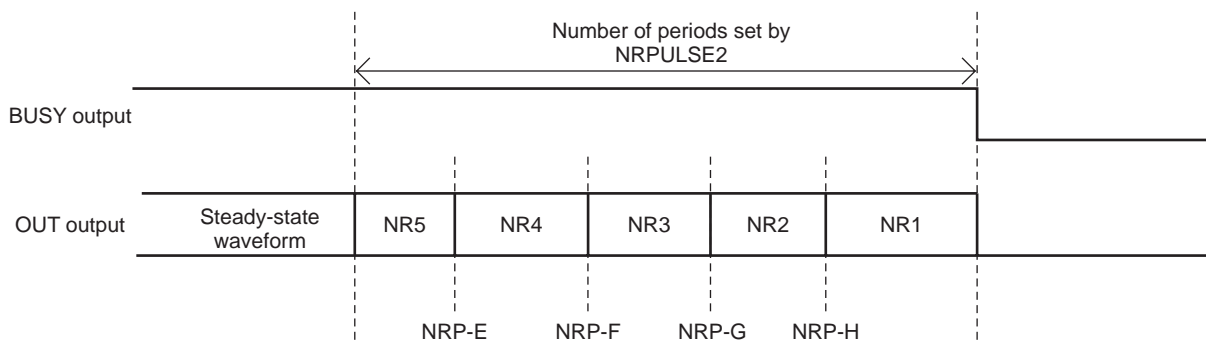 Number of periods set by
NRPULSE2
BUSY output
OUT output
Steady-state
waveform
NR5
NR4
NR3
NR2
NR1
NRP-E
NRP-F
NRP-G
NRP-H